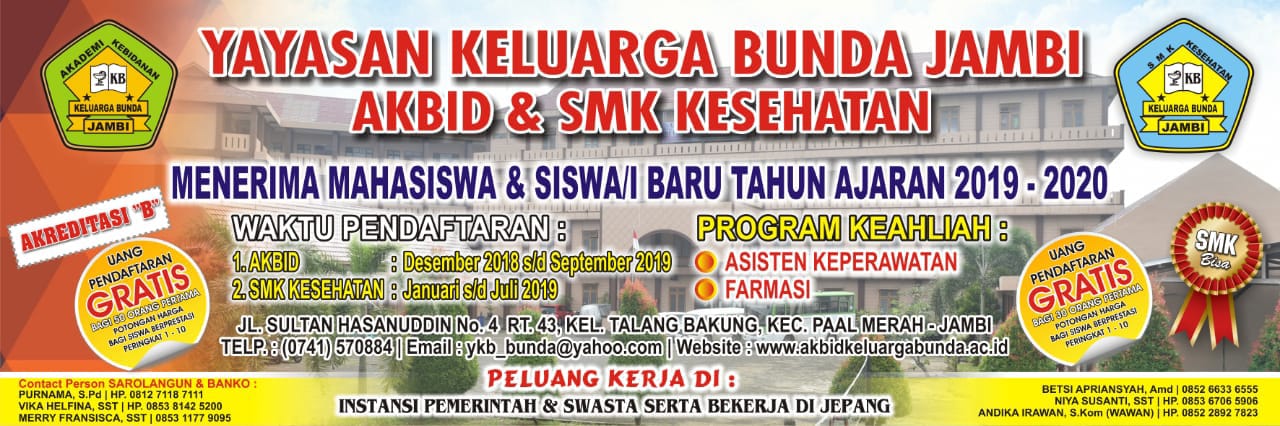 AKADEMI KEBIDANAN
KB
KELUARGA BUNDA
JAMBI
YAYASAN KELUARGA BUNDA JAMBI
AKBID & SMK KESEHATAN
SMK KESEHATAN
KB
KELUARGA BUNDA
JAMBI
MENERIMA MAHASISWA & SISWA/I BARU TAHUN AJARAN 2019 - 2020
AKREDITASI "B"
UANG
PENDAFTARAN
GRATIS
BAGI 50 ORANG PERTAMA
POTONGAN HARGA
BAGI SISWA BERPRESTASI
PERINGKAT 1 - 10
WAKTU PENDAFTARAN :
1. AKBID : Desember 2018 s/d September 2019
2. SMK KESEHATAN : Januari s/d Juli 2019
PROGRAM KEAHLIAH :
ASISTEN KEPERAWATAN
FARMASI
UANG
PENDAFTARAN
GRATIS
BAGI 30 ORANG PERTAMA
POTONGAN HARGA
BAGI SISWA BERPRESTASI
PERINGKAT 1 - 10
SMK
Bisa
JL. SULTAN HASANUDDIN No. 4 RT. 43, KEL. TALANG BAKUNG, KEC. PAAL MERAH - JAMBI
TELP. : (0741) 570884 | Email : ykb_bunda@yahoo.com | Website : www.akbidkeluargabunda.ac.id
PELUANG KERJA DI :
INSTANSI PEMERINTAH & SWASTA SERTA BEKERJA DI JEPANG
Contact Person SAROLANGUN & BANKO :
PURNAMA, S.Pd | HP. 0812 7118 7111
VIKA HELFINA, SST | HP. 0853 8142 5200
MERRY FRANSISCA, SST | 0853 1177 9095
BETSI APRIANSYAH, Amd | 0852 6633 6555
NIYA SUSANTI, SST | HP. 0853 6706 5906
ANDIKA IRAWAN, S.Kom (WAWAN) | HP. 0852 2892 7823